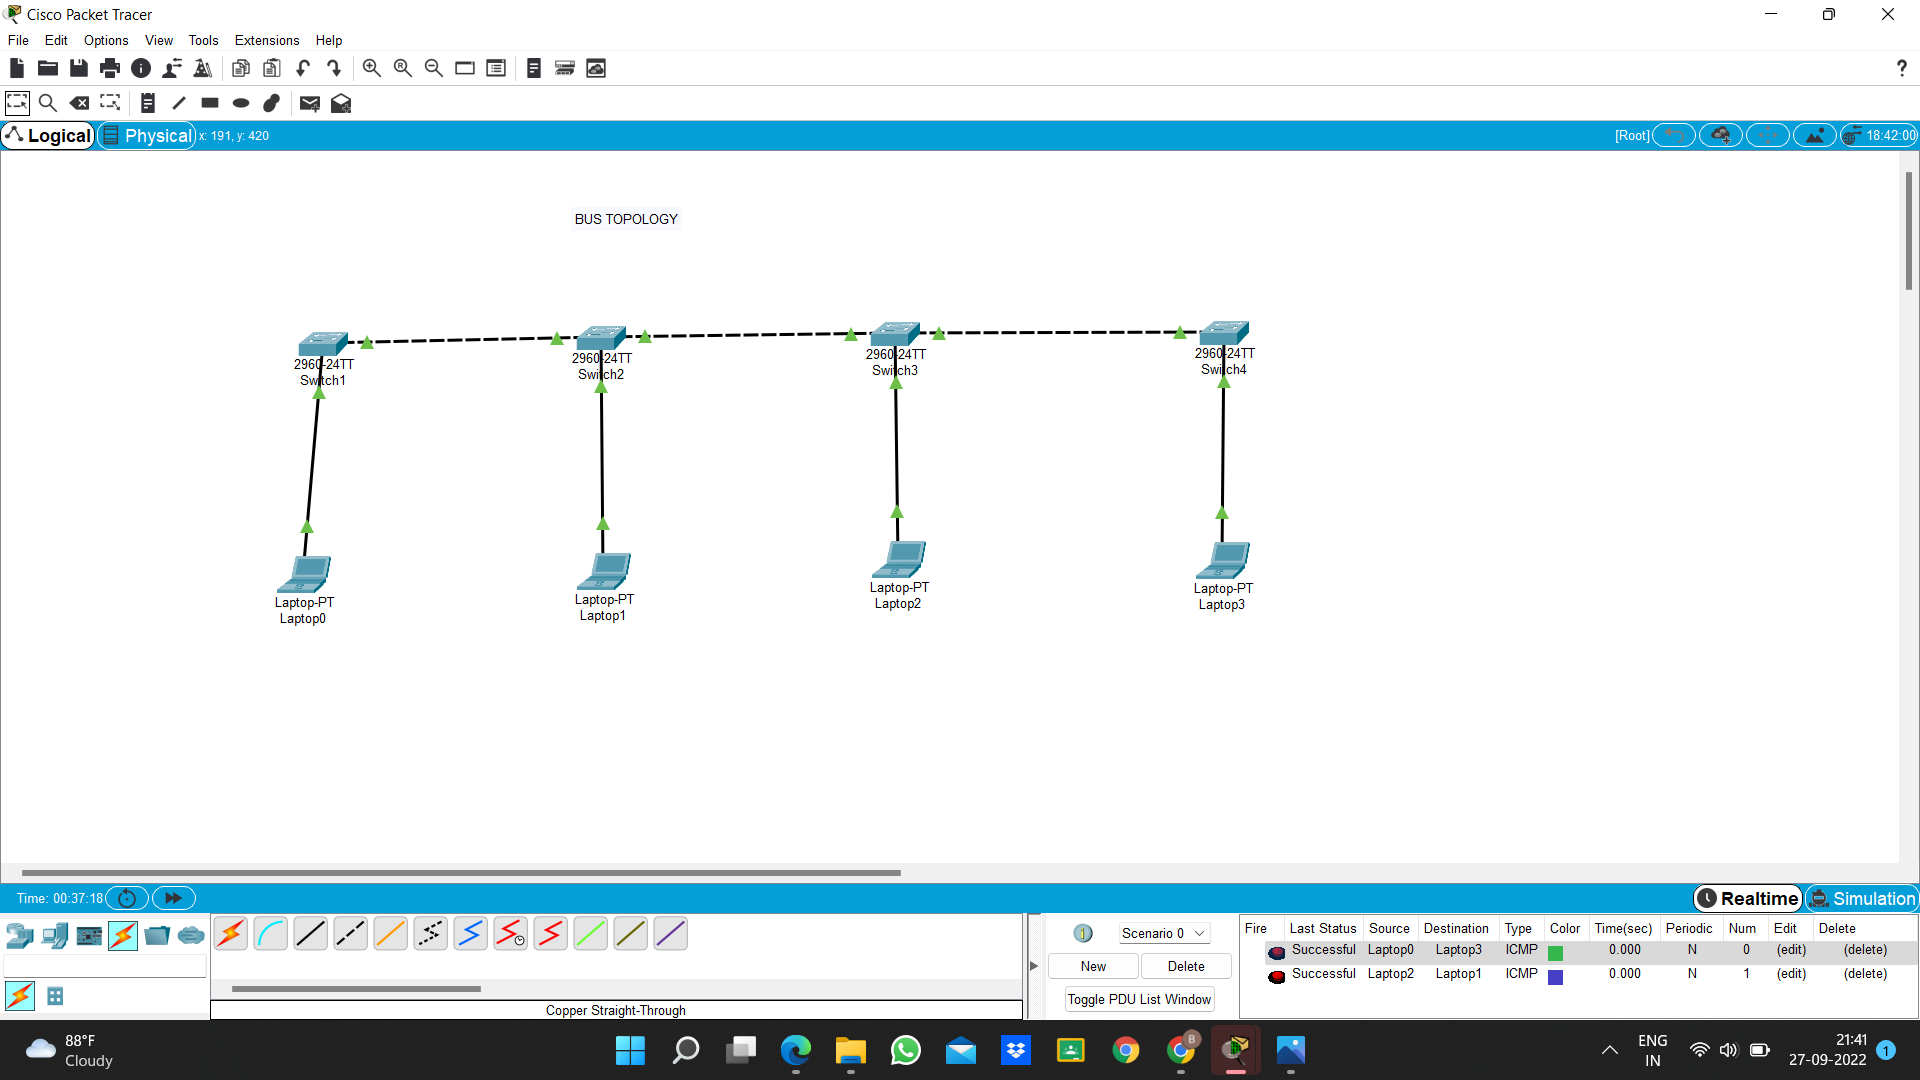 Cisco Packet Tracer
File Edit Options View Tools Extensions Help
?
Logical Physical x: 191, y: 420 [Root] 18:42:00
BUS TOPOLOGY
2960-24TT
Switch1
2960-24TT
Switch2
2960-24TT
Switch3
2960-24TT
Switch4
Laptop-PT
Laptop0
Laptop-PT
Laptop1
Laptop-PT
Laptop2
Laptop-PT
Laptop3
Time: 00:37:18 Realtime Simulation
Scenario 0
New Delete
Toggle PDU List Window
Fire Last Status Source Destination Type Color Time(sec) Periodic Num Edit Delete
Successful Laptop0 Laptop3 ICMP 0.000 N 0 (edit) (delete)
Successful Laptop2 Laptop1 ICMP 0.000 N 1 (edit) (delete)
Copper Straight-Through
88°F
Cloudy
B
ENG
IN
21:41
27-09-2022
1